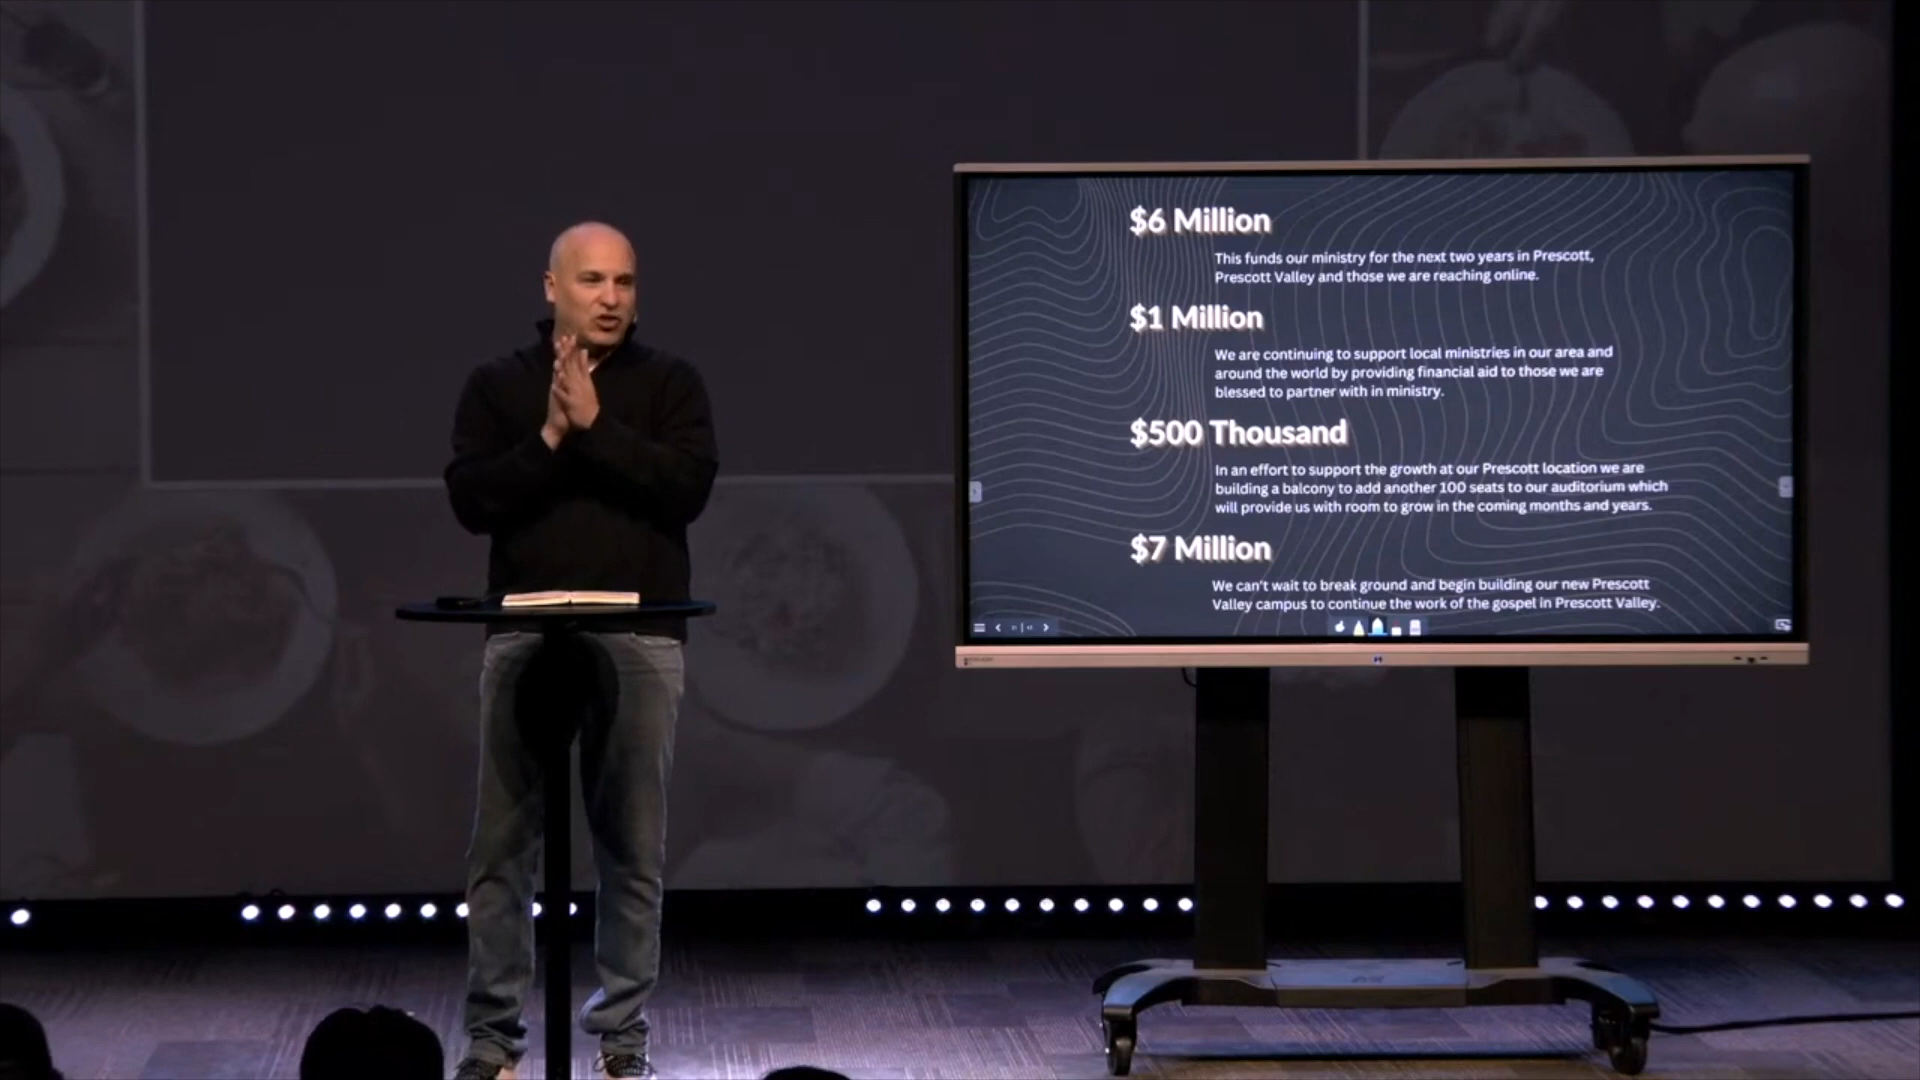 $6 Million
This funds our ministry for the next two years in Prescott,
Prescott Valley and those we are reaching online.
$1 Million
We are continuing to support local ministries in our area and
around the world by providing financial aid to those we are
blessed to partner with in ministry.
$500 Thousand
In an effort to support the growth at our Prescott location we are
building a balcony to add another 100 seats to our auditorium which
will provide us with room to grow in the coming months and years.
$7 Million
We can't wait to break ground and begin building our new Prescott
Valley campus to continue the work of the gospel in Prescott Valley.